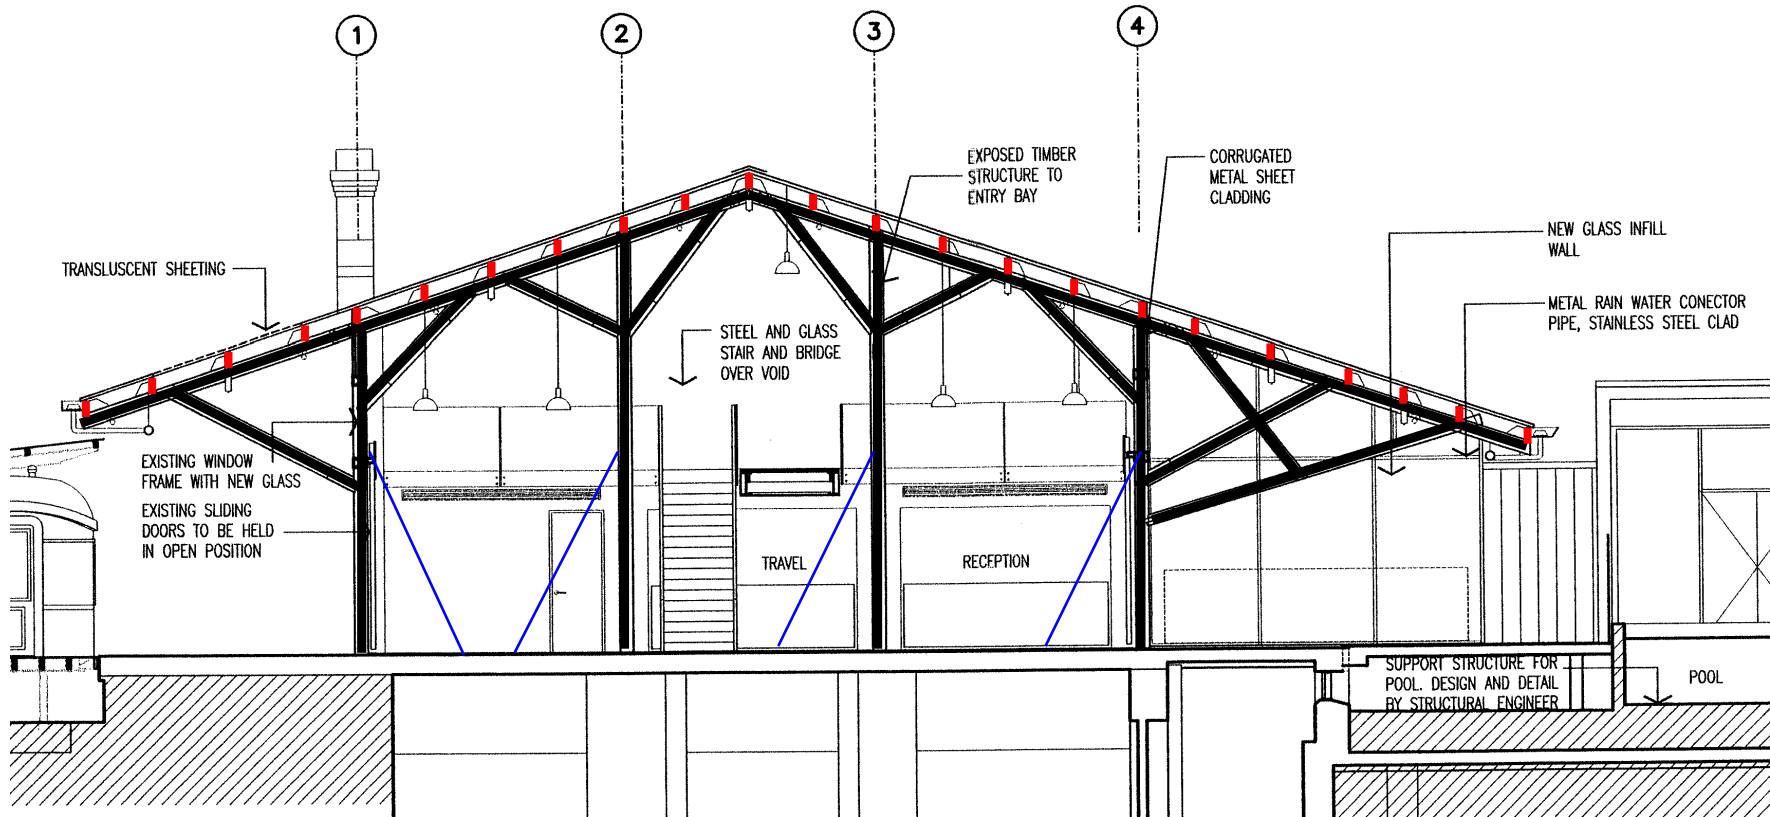 1
2
3
4
EXPOSED TIMBER
STRUCTURE TO
ENTRY BAY
CORRUGATED
METAL SHEET
CLADDING
NEW GLASS INFILL
WALL
TRANSLUSCENT SHEETING
METAL RAIN WATER CONECTOR
PIPE, STAINLESS STEEL CLAD
STEEL AND GLASS
STAIR AND BRIDGE
OVER VOID
EXISTING WINDOW
FRAME WITH NEW GLASS
EXISTING SLIDING
DOORS TO BE HELD
IN OPEN POSITION
TRAVEL
RECEPTION
SUPPORT STRUCTURE FOR
POOL. DESIGN AND DETAIL
BY STRUCTURAL ENGINEER
POOL